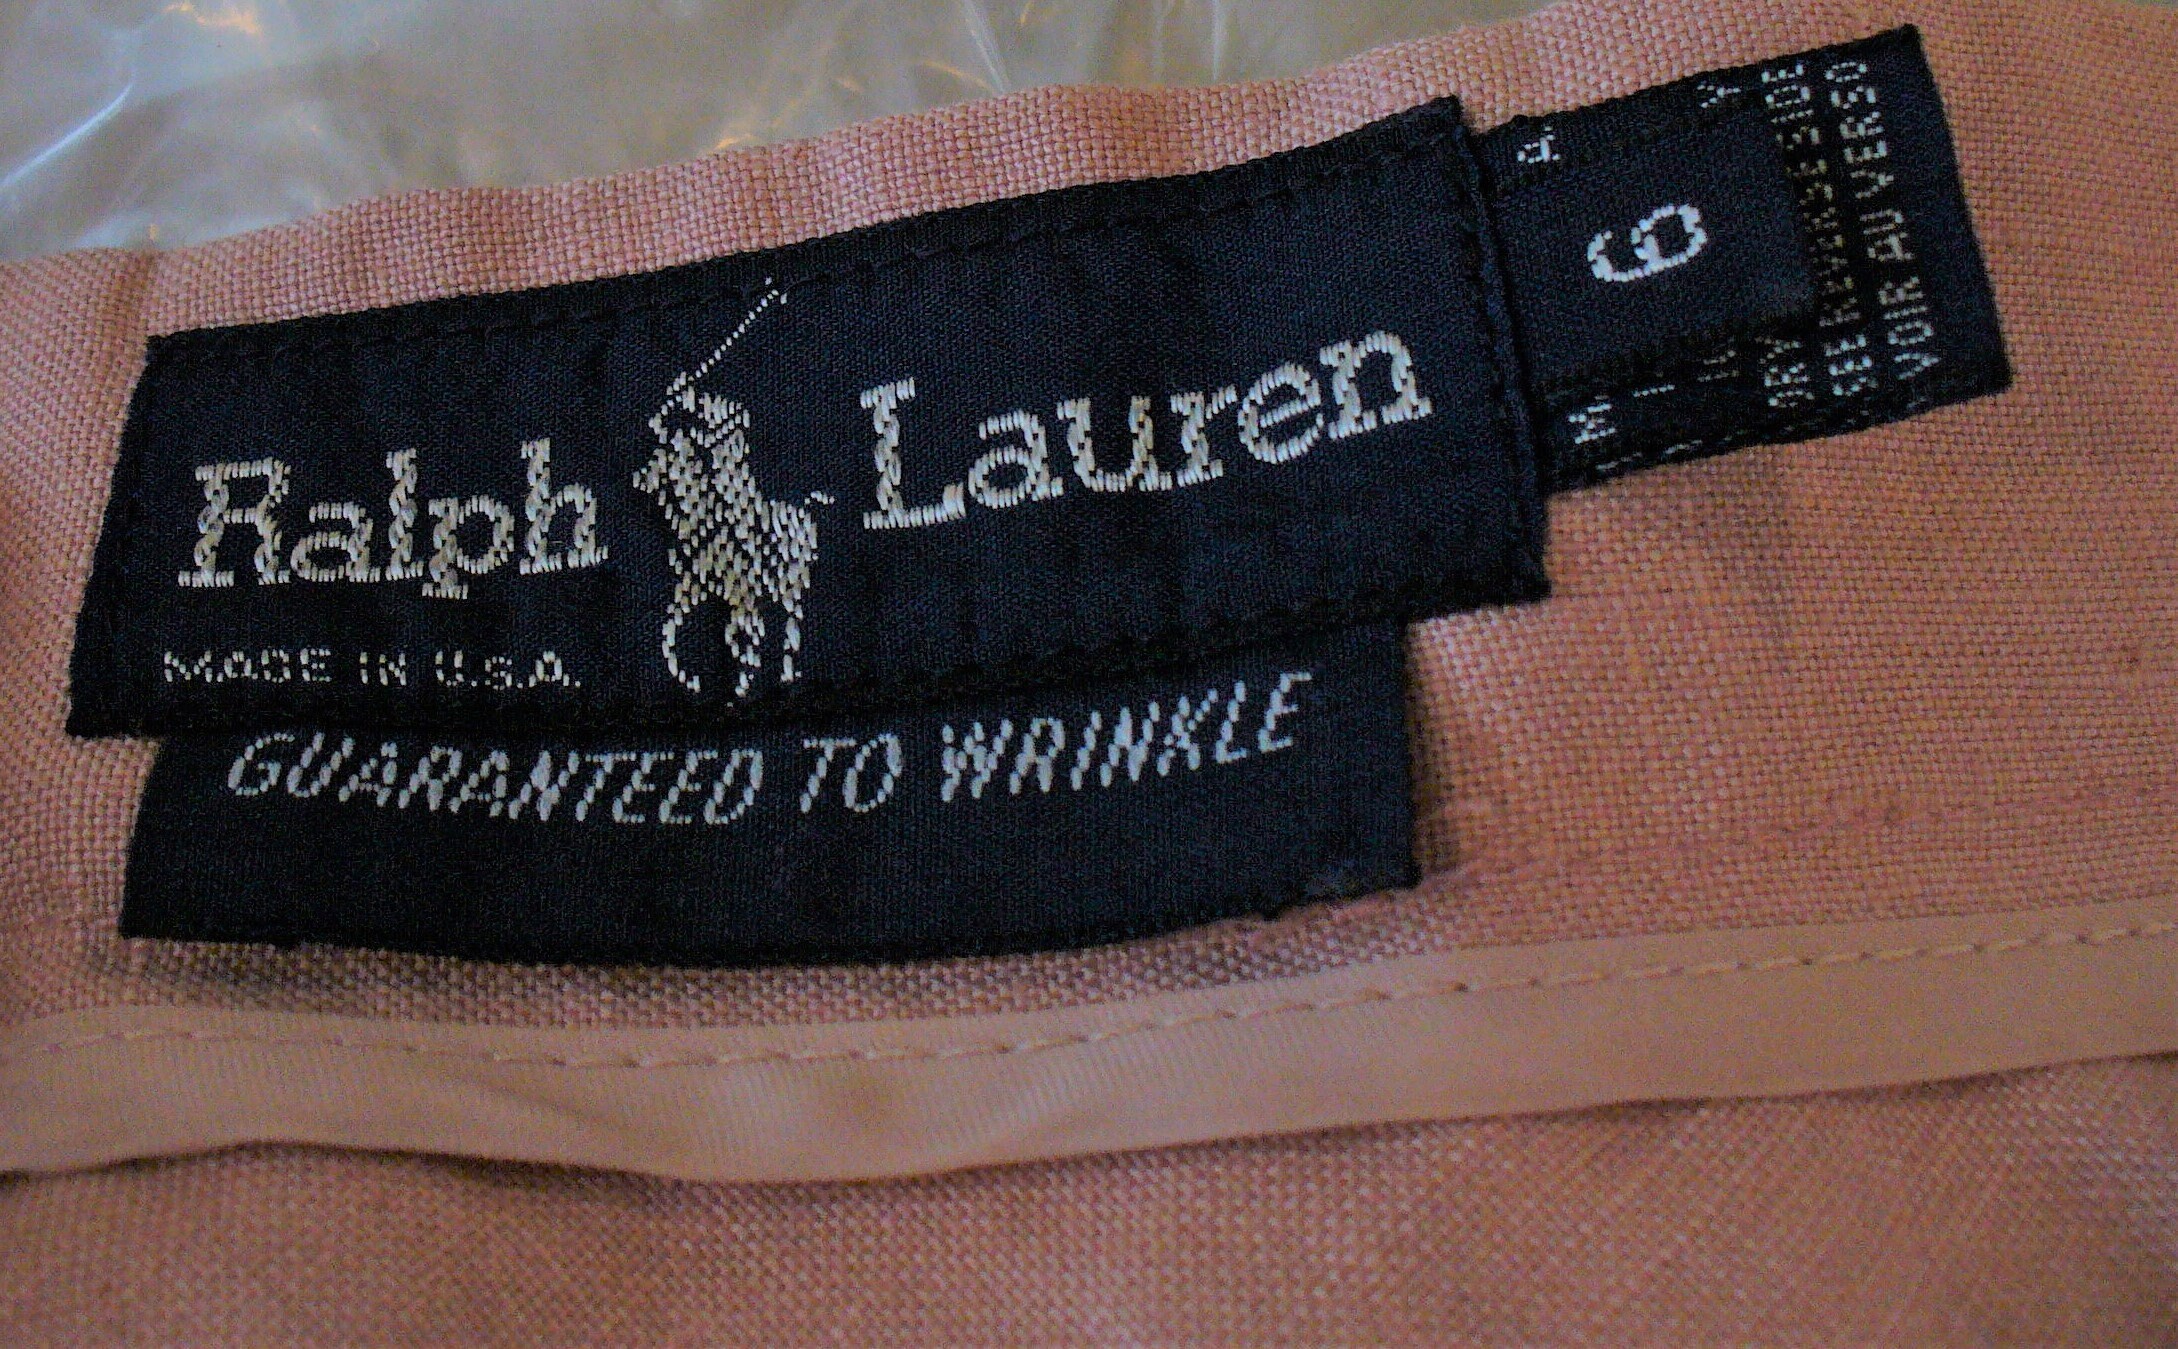 Ralph Lauren
MADE IN U.S.A.
GUARANTEED TO WRINKLE
6
SEE REVERSE SIDE
VOIR AU VERSO